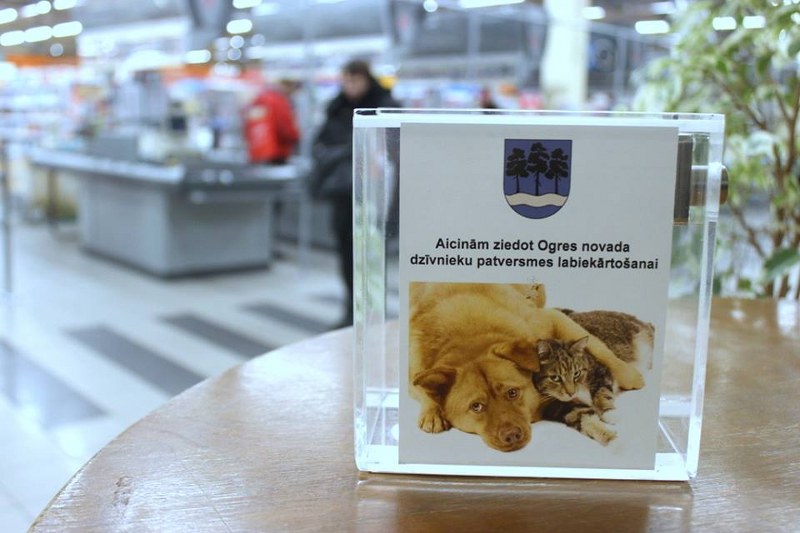 Aicinām ziedot Ogres novada
dzīvnieku patversmes labiekārtošanai